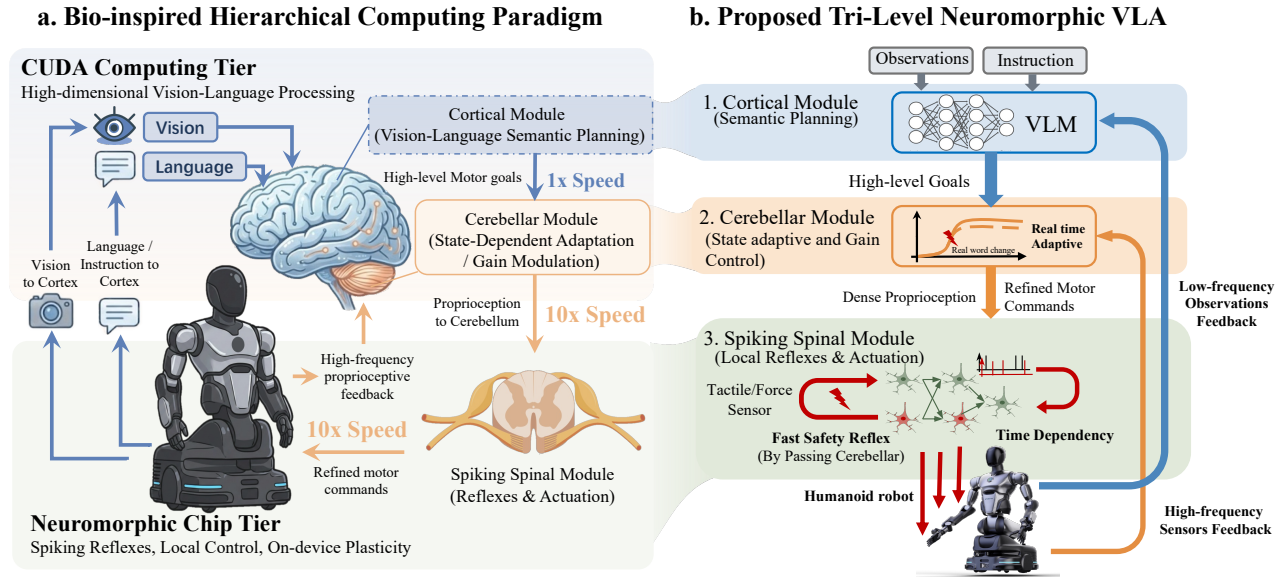 a. Bio-inspired Hierarchical Computing Paradigm
CUDA Computing Tier
High-dimensional Vision-Language Processing
Vision
Language
Cortical Module
(Vision-Language Semantic Planning)
High-level Motor goals
1x Speed
Cerebellar Module
(State-Dependent Adaptation
/ Gain Modulation)
Vision
to Cortex
Language /
Instruction to
Cortex
Proprioception
to Cerebellum
10x Speed
High-frequency
proprioceptive
feedback
10x Speed
Refined motor
commands
Spiking Spinal Module
(Reflexes & Actuation)
Neuromorphic Chip Tier
Spiking Reflexes, Local Control, On-device Plasticity
b. Proposed Tri-Level Neuromorphic VLA
Observations
Instruction
1. Cortical Module
(Semantic Planning)
VLM
High-level Goals
2. Cerebellar Module
(State adaptive and Gain
Control)
Real word change
Real time
Adaptive
Dense Proprioception
Refined Motor
Commands
Low-frequency
Observations
Feedback
3. Spiking Spinal Module
(Local Reflexes & Actuation)
Tactile/Force
Sensor
Fast Safety Reflex
(By Passing Cerebellar)
Time Dependency
Humanoid robot
High-frequency
Sensors Feedback